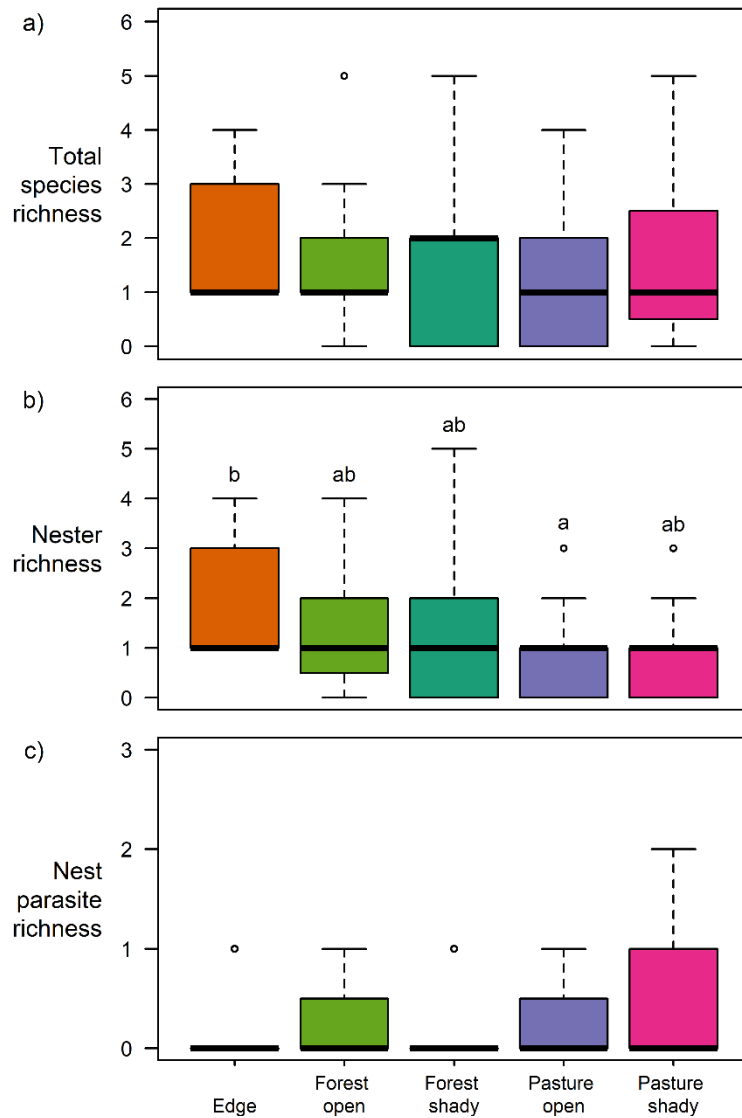 a)
6
5
4
3
2
1
0
Total
species
richness
b)
6
5
4
3
2
1
0
Nester
richness
b
ab
ab
a
ab
c)
3
2
1
0
Nest
parasite
richness
Edge
Forest
open
Forest
shady
Pasture
open
Pasture
shady